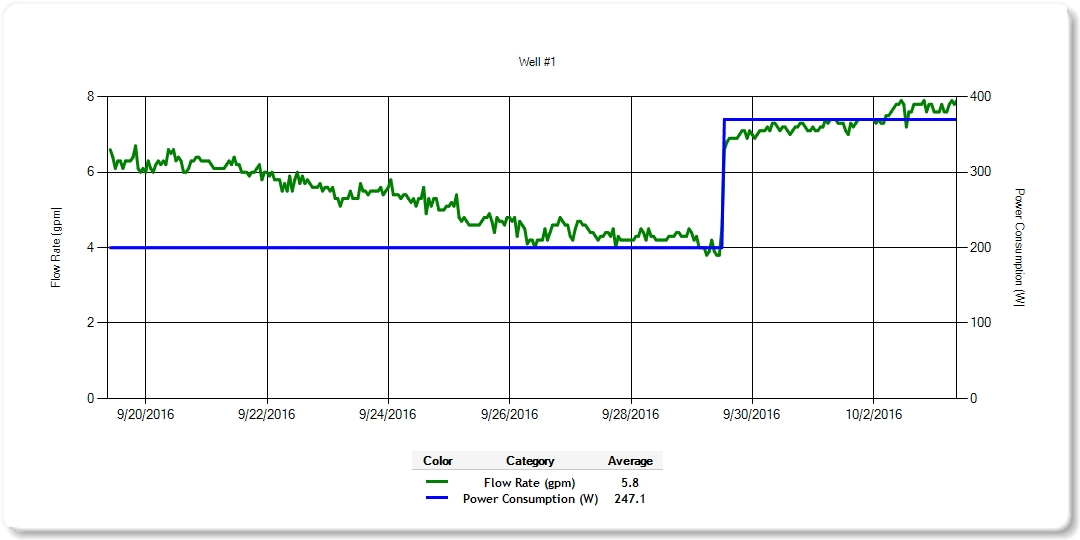 Well #1
8
400
6
300
4
200
2
100
0
0
Flow Rate (gpm)
Power Consumption (W)
9/20/2016 9/22/2016 9/24/2016 9/26/2016 9/28/2016 9/30/2016 10/2/2016
Color Category Average
Flow Rate (gpm) 5.8
Power Consumption (W) 247.1